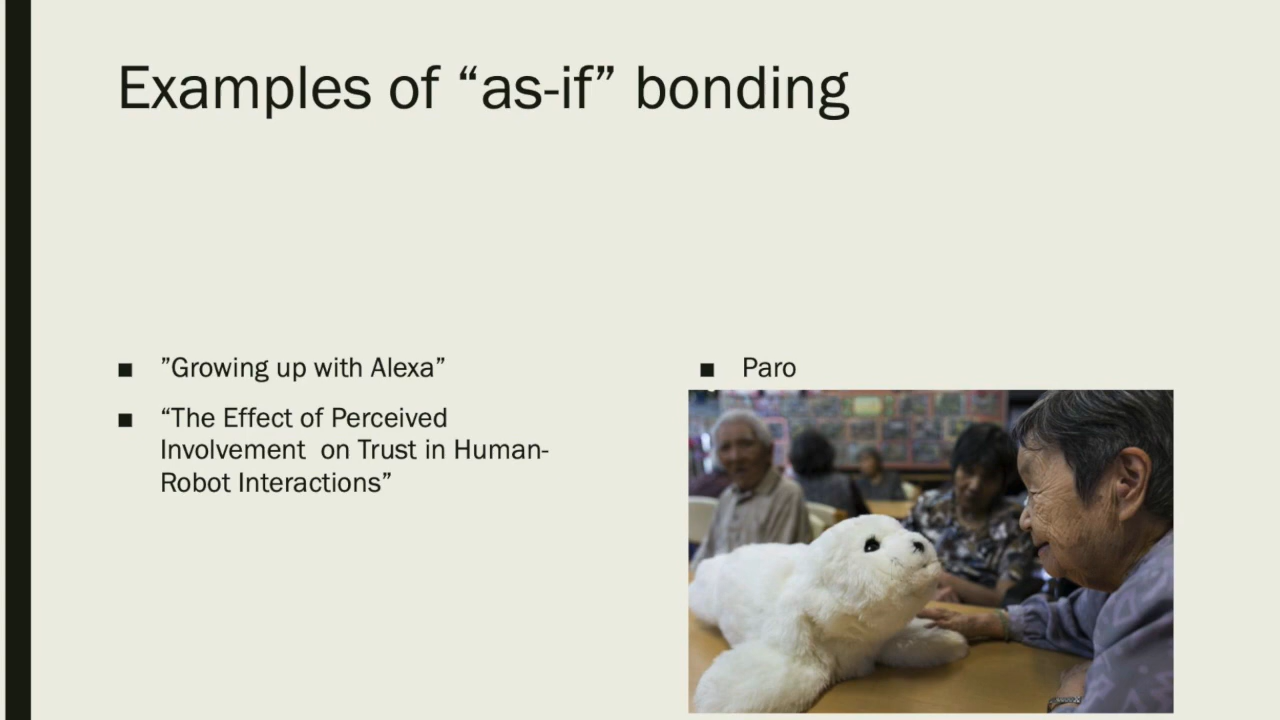 Examples of “as-if” bonding
■ ”Growing up with Alexa”
■ “The Effect of Perceived
Involvement  on Trust in Human-
Robot Interactions”
■ Paro